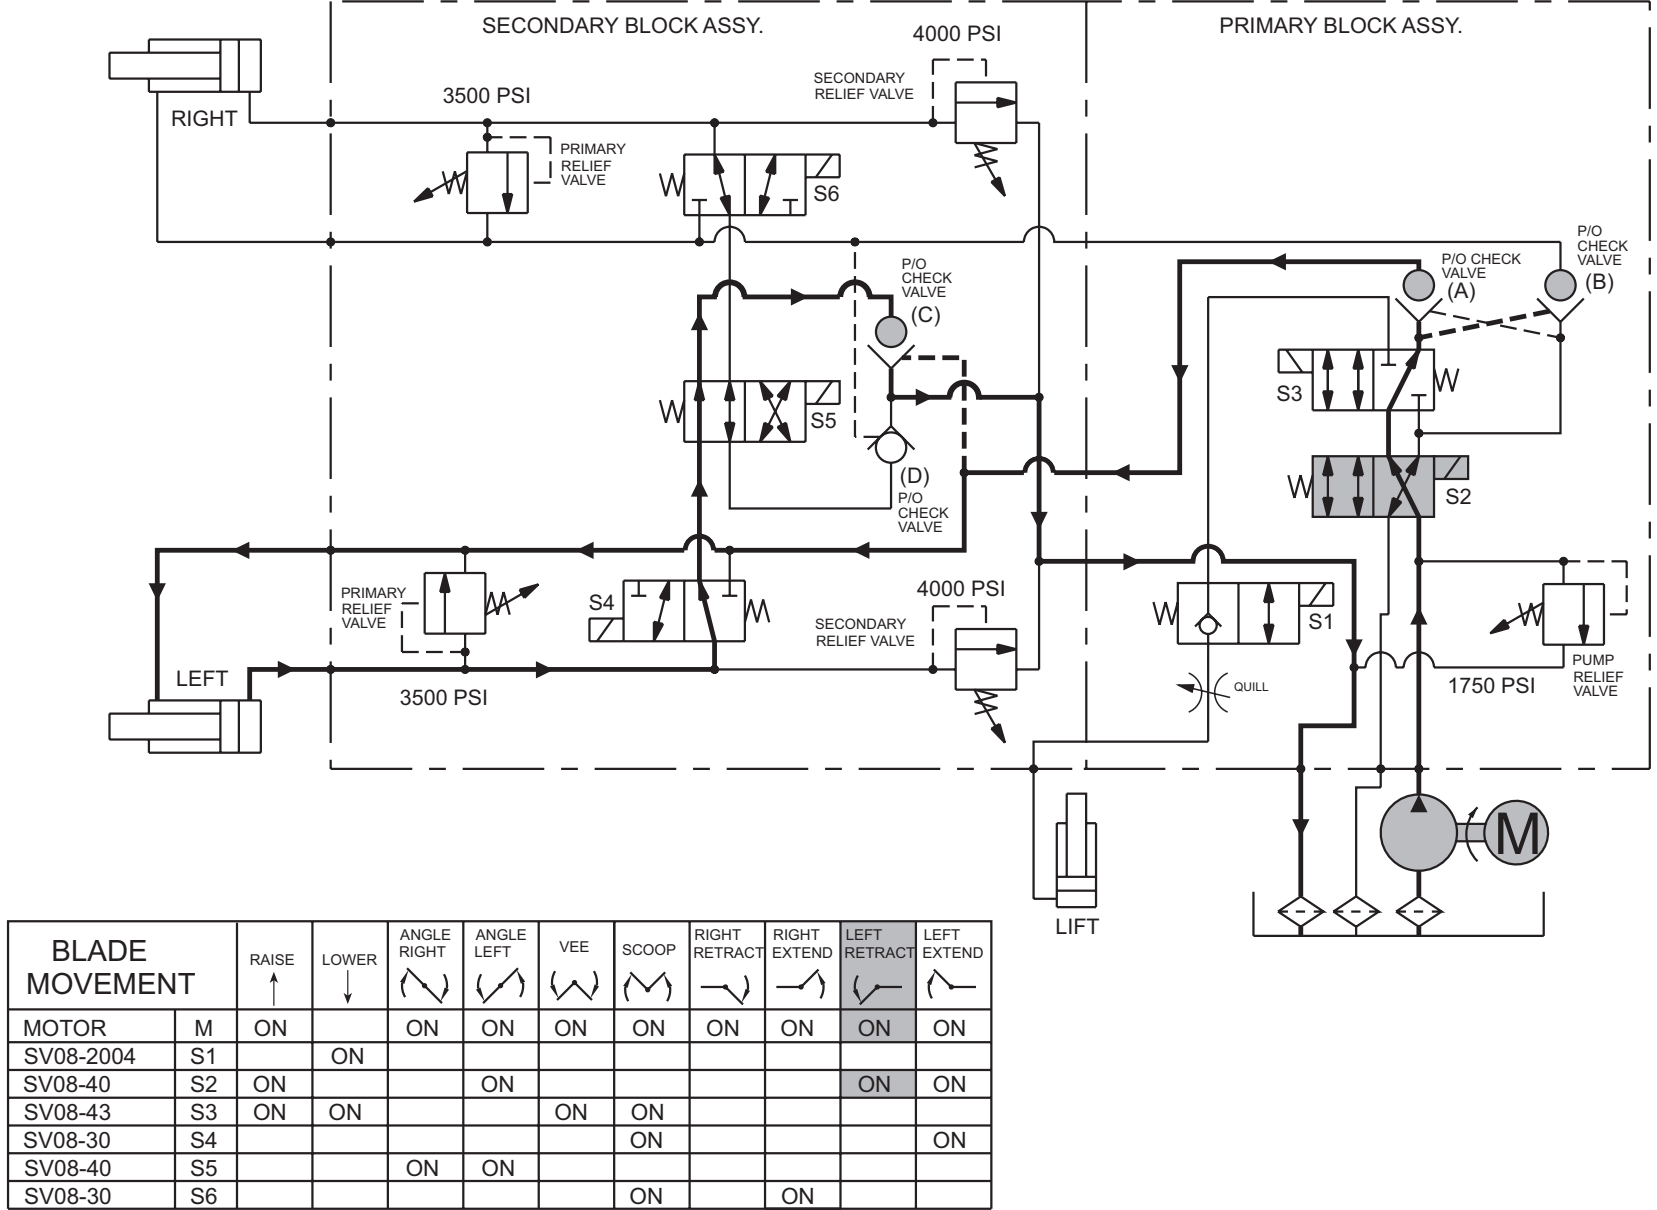 SECONDARY BLOCK ASSY.
PRIMARY BLOCK ASSY.
4000 PSI
SECONDARY
RELIEF VALVE
3500 PSI
RIGHT
PRIMARY
RELIEF
VALVE
S6
P/O
CHECK
VALVE
(B)
P/O CHECK
VALVE
(A)
P/O
CHECK
VALVE
(C)
S3
S5
(D)
P/O
CHECK
VALVE
S2
PRIMARY
RELIEF
VALVE
S4
4000 PSI
SECONDARY
RELIEF VALVE
S1
LEFT
3500 PSI
QUILL
1750 PSI
PUMP
RELIEF
VALVE
M
LIFT
BLADE
MOVEMENT
RAISE
LOWER
ANGLE
RIGHT
ANGLE
LEFT
VEE
SCOOP
RIGHT
RETRACT
RIGHT
EXTEND
LEFT
RETRACT
LEFT
EXTEND
MOTOR M ON ON ON ON ON ON ON ON ON
SV08-2004 S1 ON
SV08-40 S2 ON ON ON ON
SV08-43 S3 ON ON ON ON
SV08-30 S4 ON ON
SV08-40 S5 ON ON
SV08-30 S6 ON ON